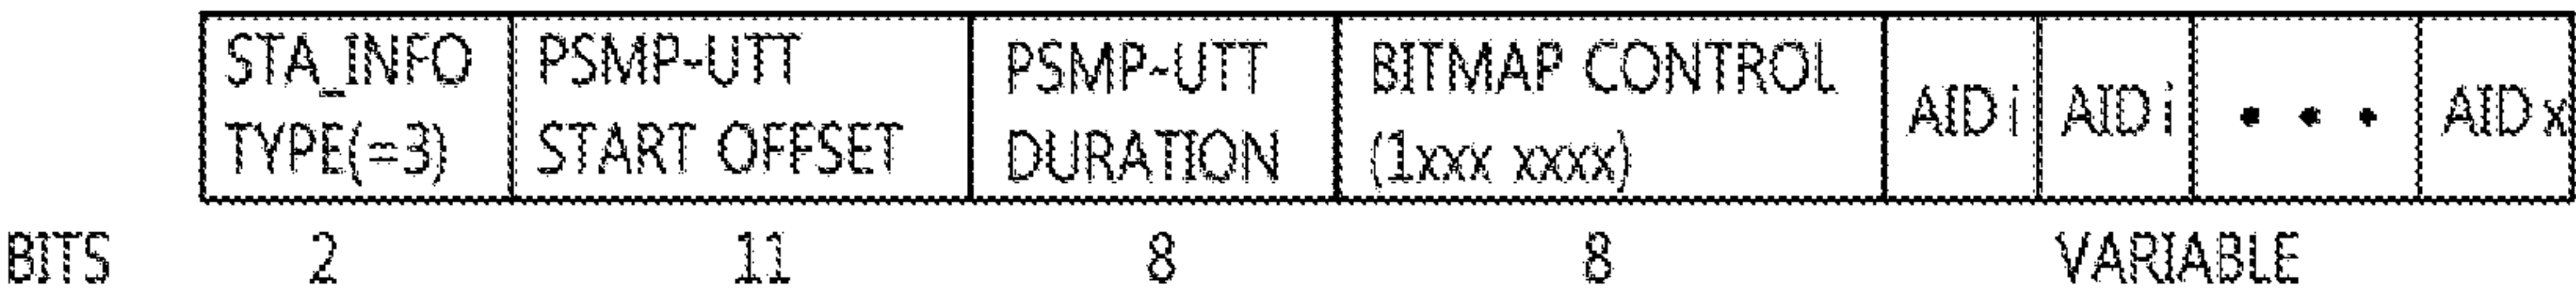 STA_INFO TYPE(=3)
PSMP-UTT START OFFSET
PSMP-UTT DURATION
BITMAP CONTROL (1xxx xxxx)
AID i
AID i
• • •
AID x
BITS 2 11 8 8 VARIABLE